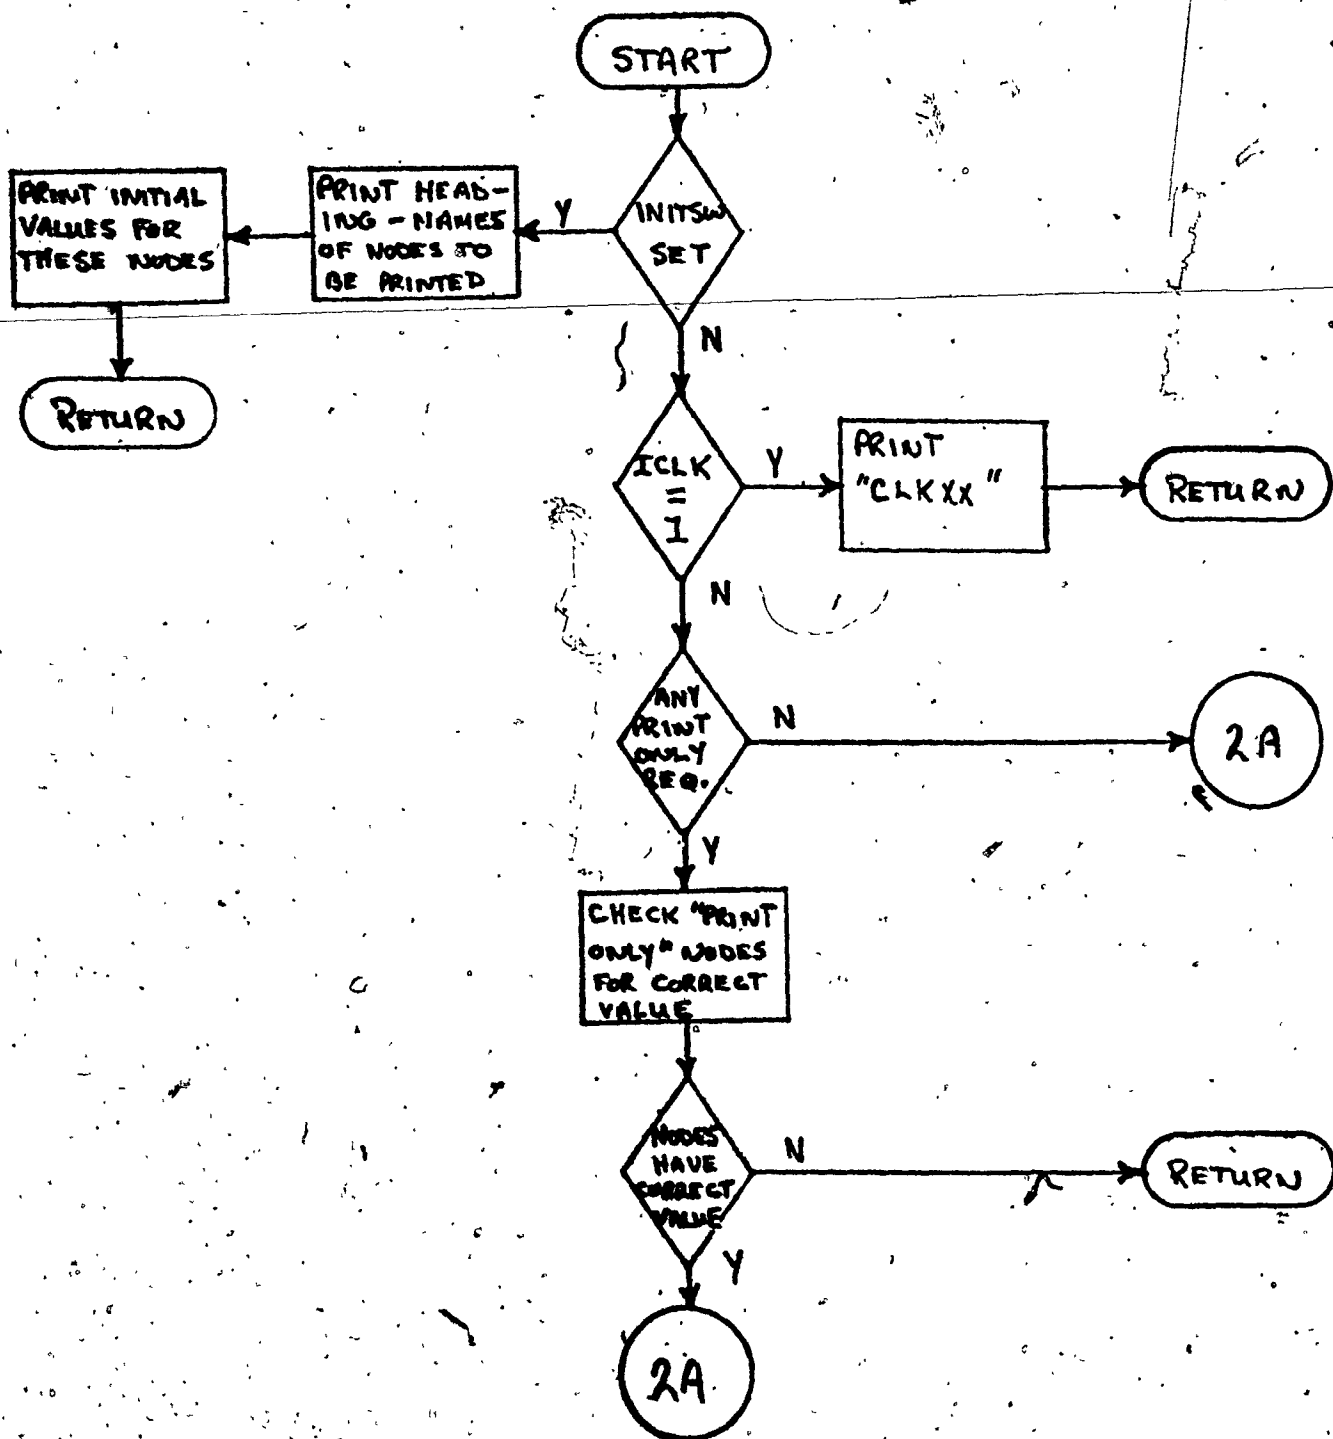 START
INITSW
SET
Y
PRINT HEAD-
ING - NAMES
OF NODES TO
BE PRINTED
PRINT INITIAL
VALUES FOR
THESE NODES
RETURN
N
ICLK
=
1
Y
PRINT
"CLKXX"
RETURN
N
ANY
PRINT
ONLY
REQ.
N
2A
Y
CHECK "PRINT
ONLY" NODES
FOR CORRECT
VALUE
NODES
HAVE
CORRECT
VALUE
N
RETURN
Y
2A